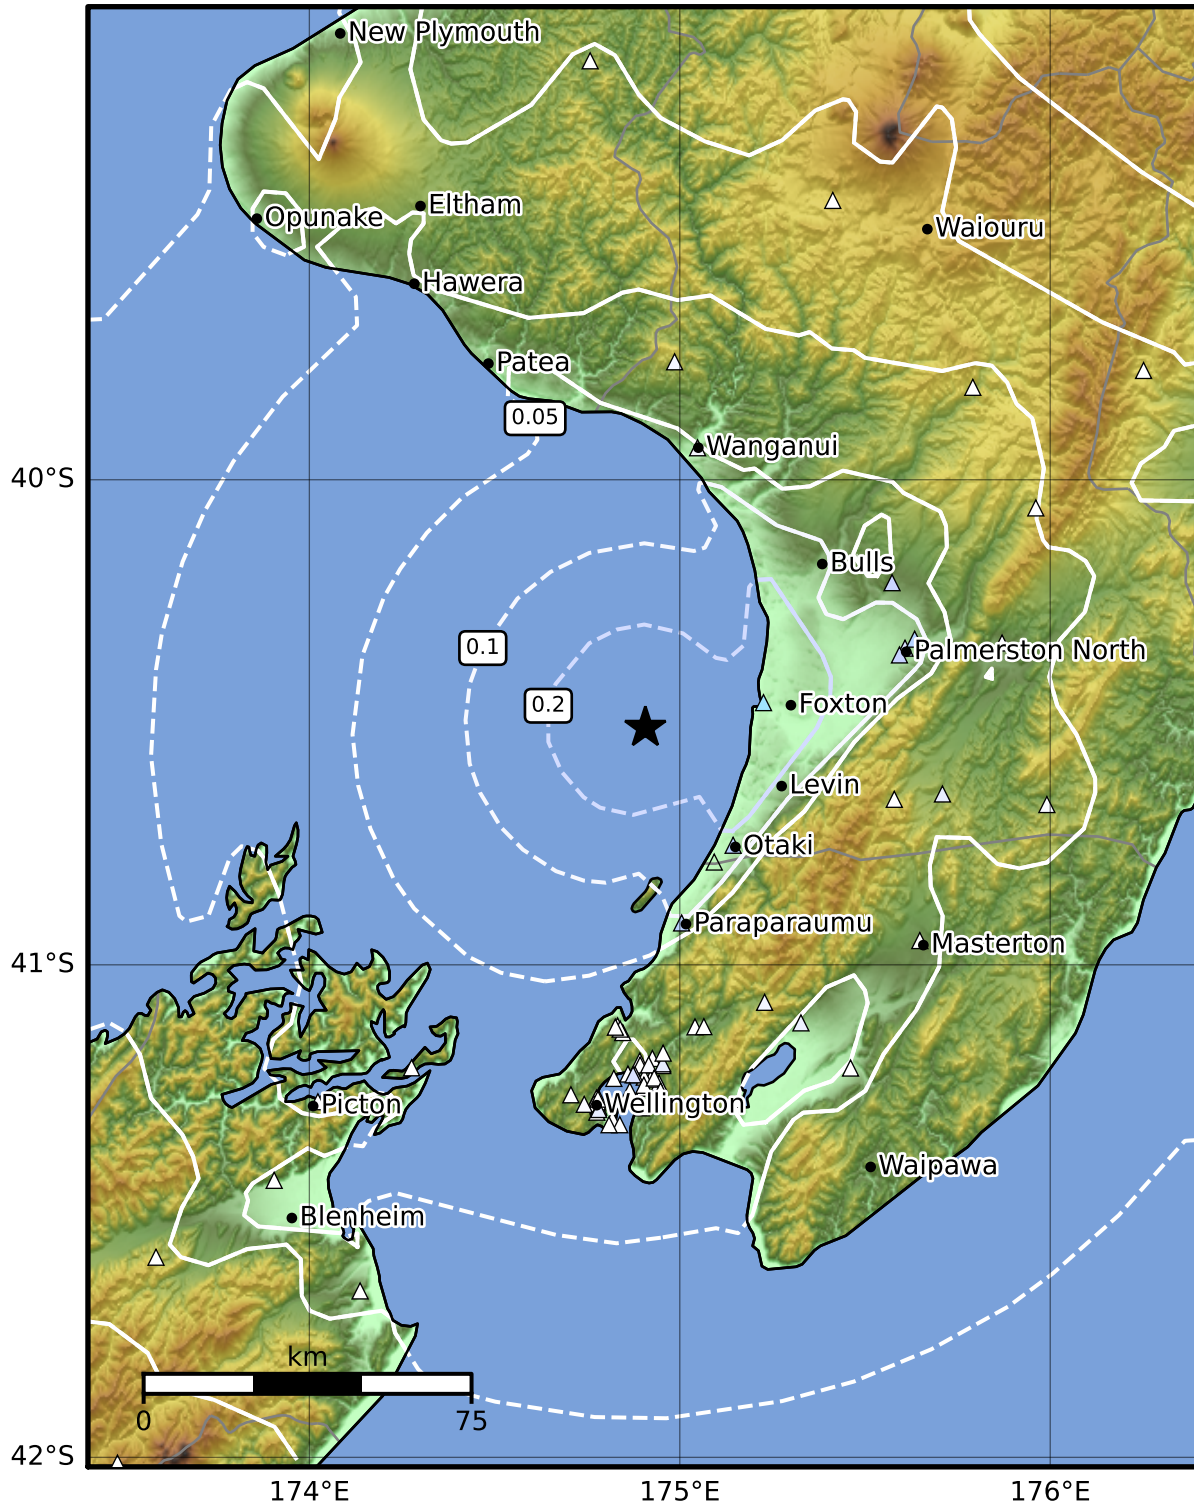 New Plymouth
Eltham
Opunake
Waiouru
Hawera
Patea
0.05
Wanganui
40°S
Bulls
0.1
Palmerston North
0.2
Foxton
Levin
Otaki
Paraparaumu
Masterton
41°S
Picton
Wellington
Waipawa
Blenheim
km
0
75
42°S
174°E
175°E
176°E